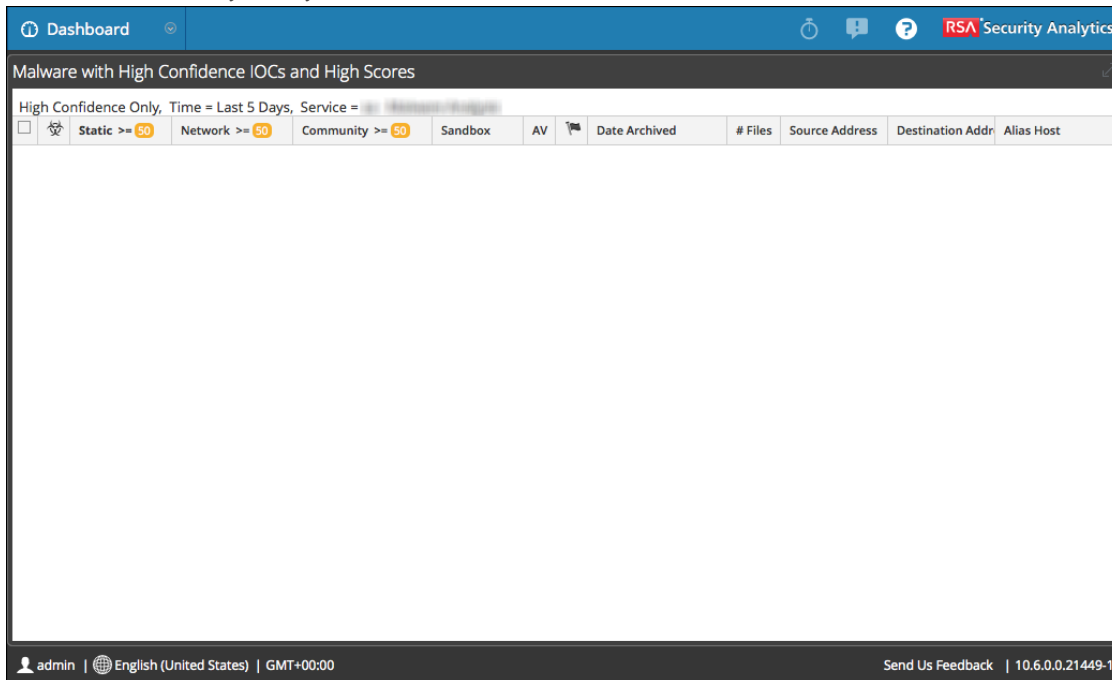 Dashboard
RSA Security Analytics
Malware with High Confidence IOCs and High Scores
High Confidence Only, Time = Last 5 Days, Service =
Static >= 50 Network >= 50 Community >= 50 Sandbox AV Date Archived # Files Source Address Destination Addr Alias Host
admin | English (United States) | GMT+00:00
Send Us Feedback | 10.6.0.0.21449-1